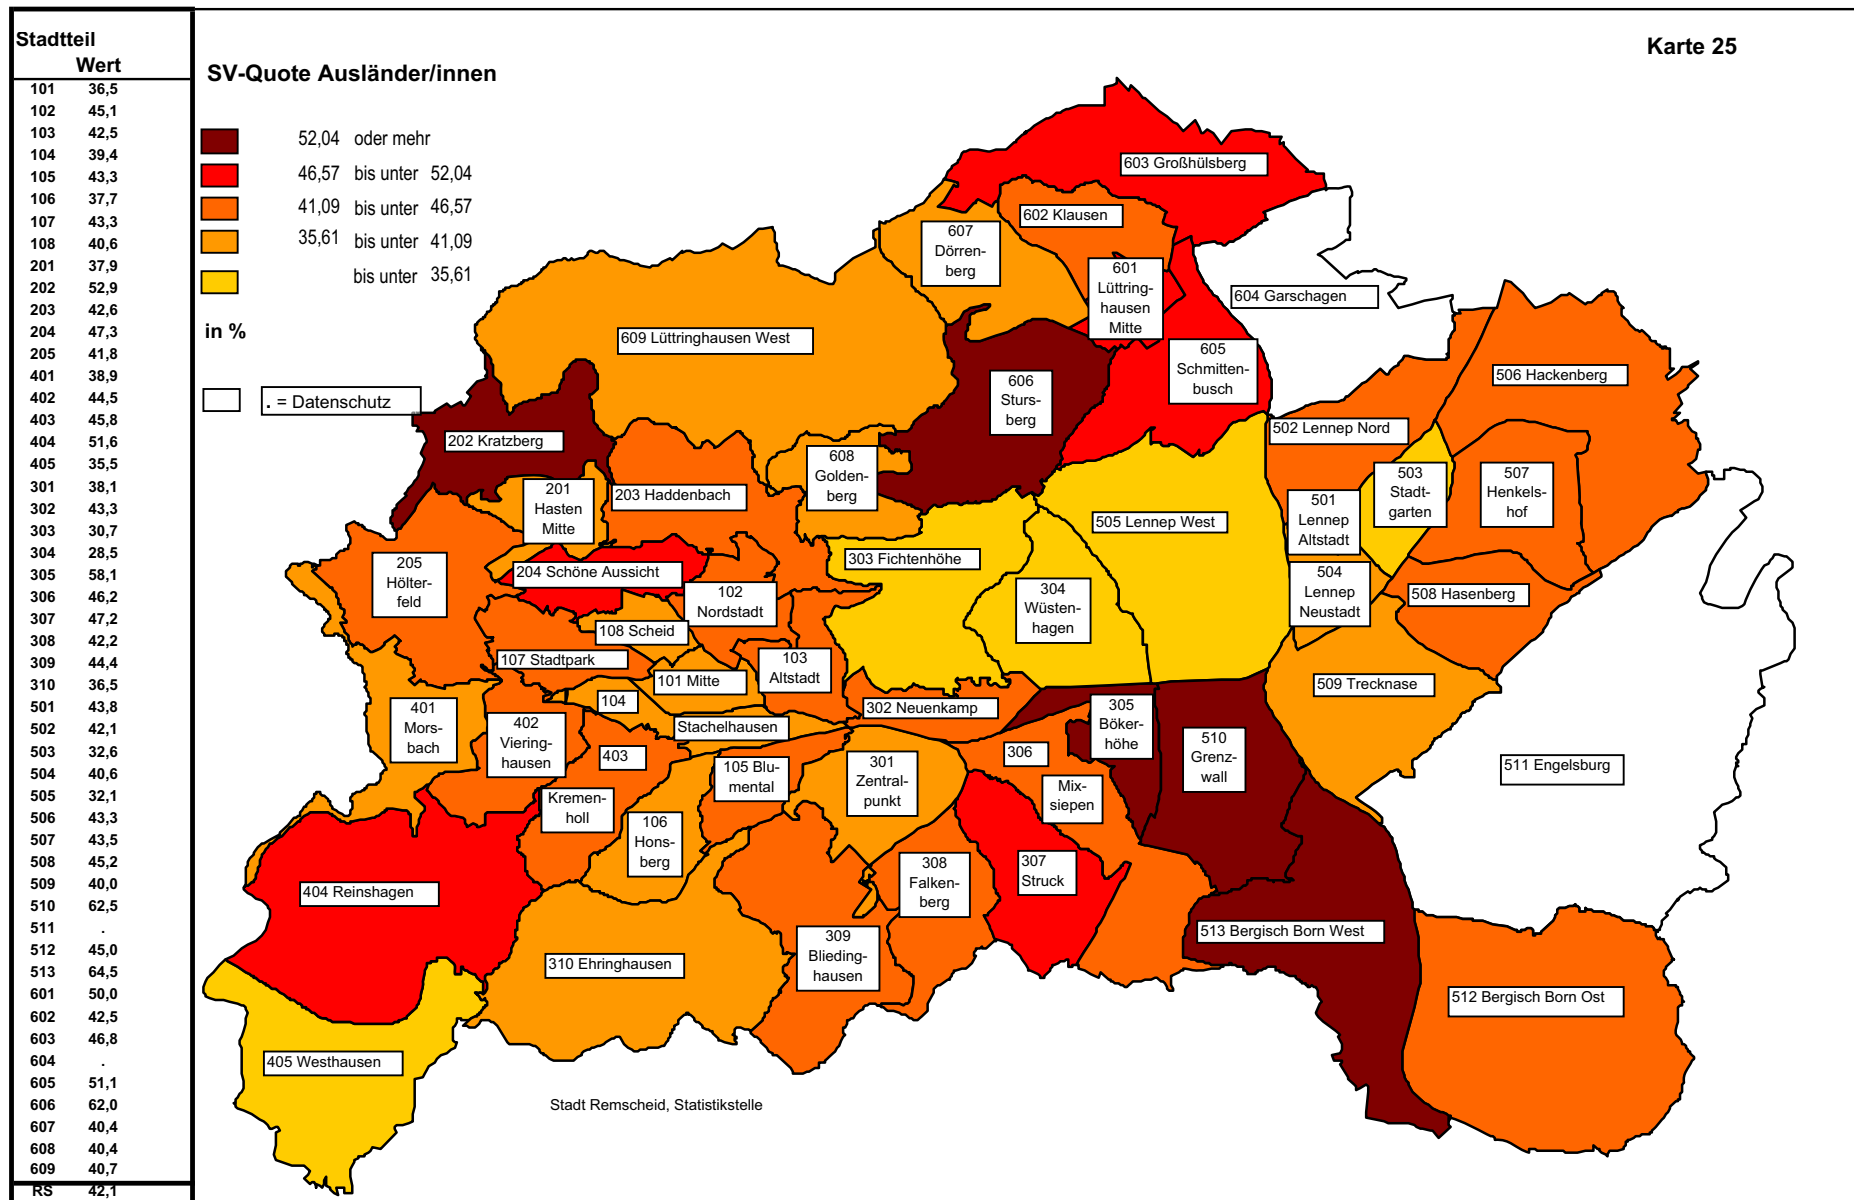 Stadtteil
Wert
101 36,5
102 45,1
103 42,5
104 39,4
105 43,3
106 37,7
107 43,3
108 40,6
201 37,9
202 52,9
203 42,6
204 47,3
205 41,8
401 38,9
402 44,5
403 45,8
404 51,6
405 35,5
301 38,1
302 43,3
303 30,7
304 28,5
305 58,1
306 46,2
307 47,2
308 42,2
309 44,4
310 36,5
501 43,8
502 42,1
503 32,6
504 40,6
505 32,1
506 43,3
507 43,5
508 45,2
509 40,0
510 62,5
511 .
512 45,0
513 64,5
601 50,0
602 42,5
603 46,8
604 .
605 51,1
606 62,0
607 40,4
608 40,4
609 40,7
RS 42,1
Karte 25
SV-Quote Ausländer/innen
52,04 oder mehr
46,57 bis unter 52,04
41,09 bis unter 46,57
35,61 bis unter 41,09
bis unter 35,61
in %
. = Datenschutz
603 Großhülsberg
602 Klausen
607
Dörren-
berg
601
Lüttring-
hausen
Mitte
604 Garschagen
609 Lüttringhausen West
605
Schmitten-
busch
606
Sturs-
berg
506 Hackenberg
502 Lennep Nord
202 Kratzberg
608
Golden-
berg
503
Stadt-
garten
507
Henkels-
hof
201
Hasten
Mitte
203 Haddenbach
501
Lennep
Altstadt
505 Lennep West
303 Fichtenhöhe
205
Hölter-
feld
204 Schöne Aussicht
102
Nordstadt
304
Wüsten-
hagen
504
Lennep
Neustadt
508 Hasenberg
108 Scheid
107 Stadtpark
103
Altstadt
101 Mitte
509 Trecknase
104
Stachelhausen
302 Neuenkamp
401
Mors-
bach
402
Viering-
hausen
305
Böker-
höhe
510
Grenz-
wall
403
306
105 Blu-
mental
301
Zentral-
punkt
511 Engelsburg
Mix-
siepen
Kremen-
holl
106
Hons-
berg
307
Struck
308
Falken-
berg
404 Reinshagen
513 Bergisch Born West
309
Blieding-
hausen
310 Ehringhausen
512 Bergisch Born Ost
405 Westhausen
Stadt Remscheid, Statistikstelle